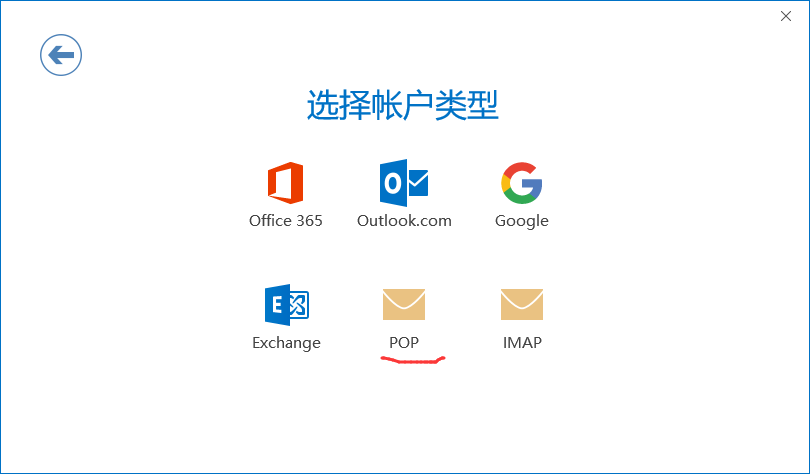 选择帐户类型
Office 365
Outlook.com
Google
Exchange
POP
IMAP